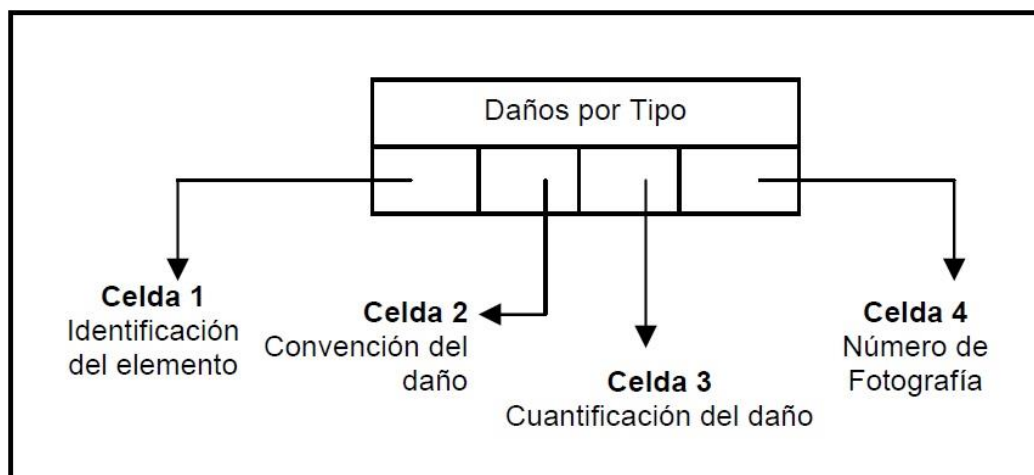 Daños por Tipo
Celda 1
Identificación
del elemento
Celda 2
Convención del
daño
Celda 3
Cuantificación del daño
Celda 4
Número de
Fotografía